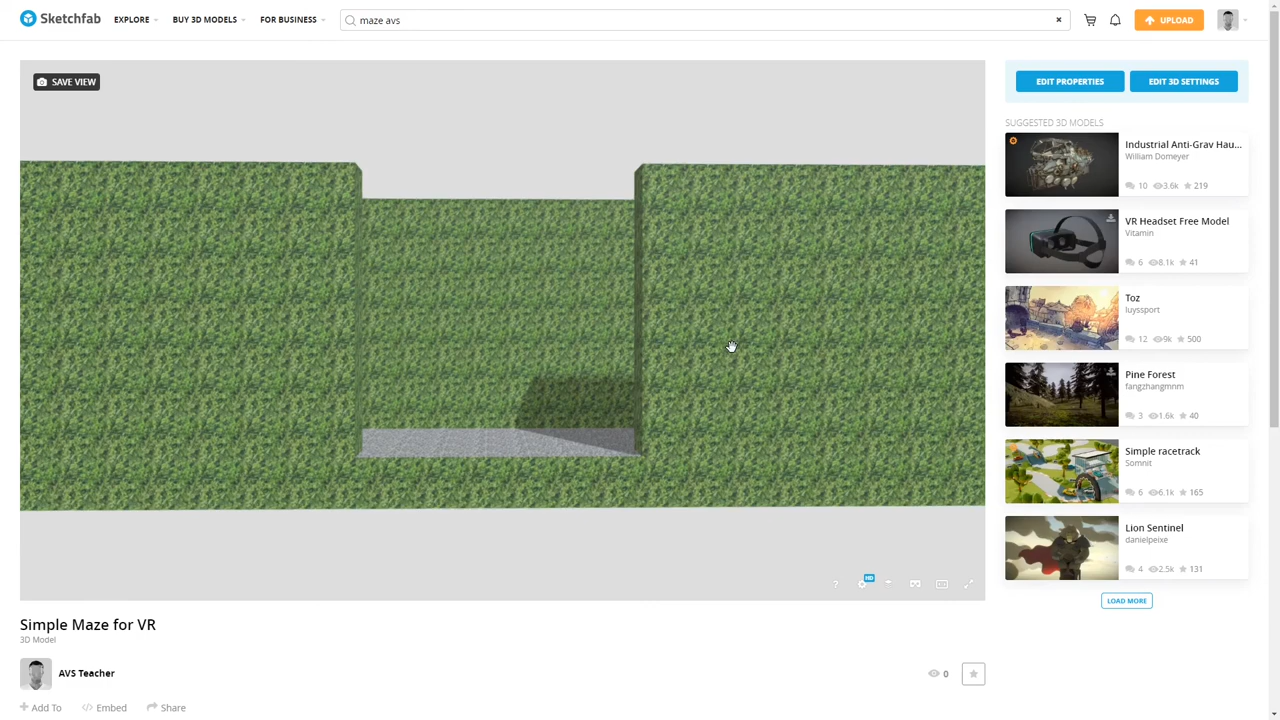 Sketchfab EXPLORE BUY 3D MODELS FOR BUSINESS maze avs × UPLOAD
SAVE VIEW
EDIT PROPERTIES EDIT 3D SETTINGS
SUGGESTED 3D MODELS
Industrial Anti-Grav Hau...
William Domeyer
10 3.6k 219
VR Headset Free Model
Vitamin
6 8.1k 41
Toz
luyssport
12 9k 500
Pine Forest
fangzhangmnm
3 1.6k 40
Simple racetrack
Somnit
6 6.1k 165
Lion Sentinel
danielpeixe
4 2.5k 131
LOAD MORE
? HD
Simple Maze for VR
3D Model
AVS Teacher
0
+ Add To </> Embed Share